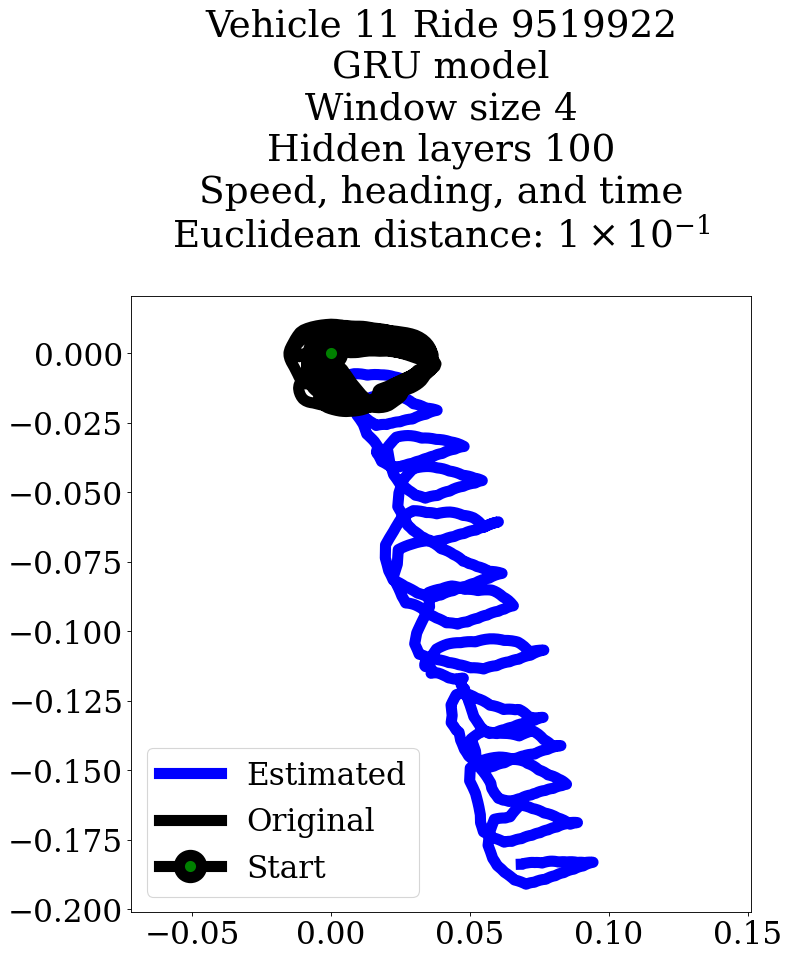 Vehicle 11 Ride 9519922
GRU model
Window size 4
Hidden layers 100
Speed, heading, and time
Euclidean distance: 1 × 10⁻¹
0.000
−0.025
−0.050
−0.075
−0.100
−0.125
−0.150
−0.175
−0.200
Estimated
Original
Start
−0.05 0.00 0.05 0.10 0.15